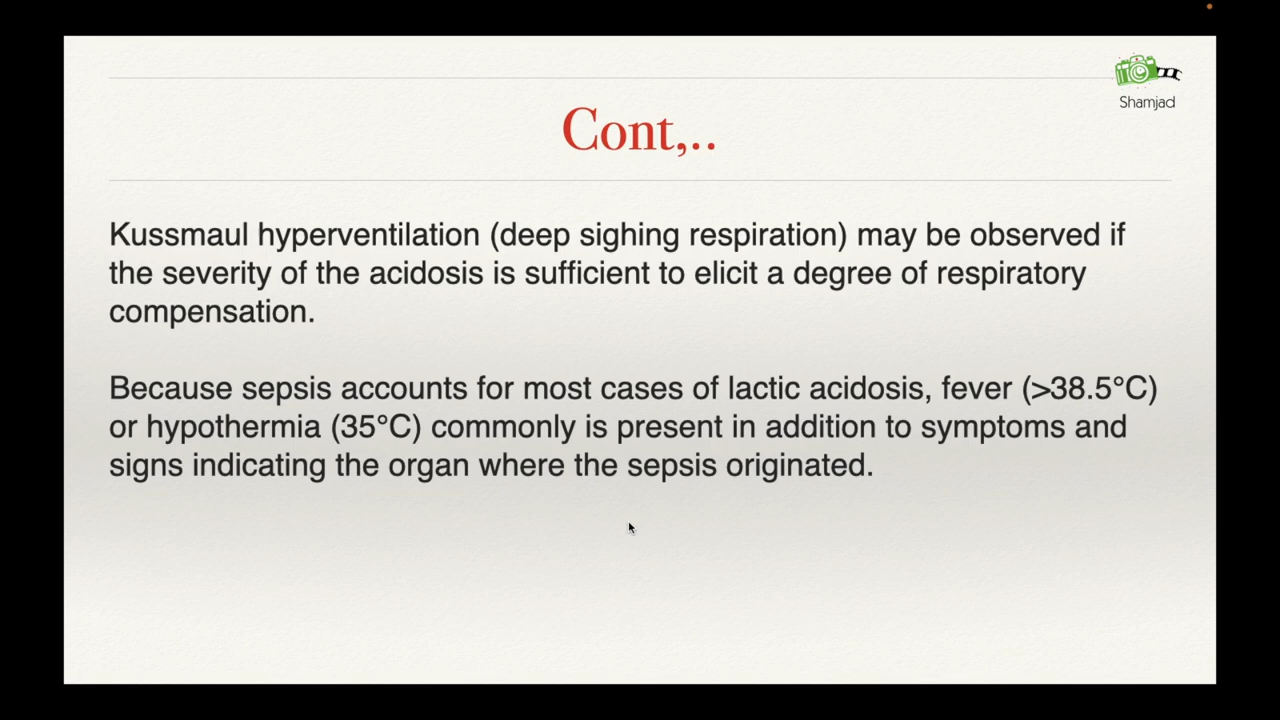 Shamjad
Cont,..
Kussmaul hyperventilation (deep sighing respiration) may be observed if
the severity of the acidosis is sufficient to elicit a degree of respiratory
compensation.
Because sepsis accounts for most cases of lactic acidosis, fever (>38.5°C)
or hypothermia (35°C) commonly is present in addition to symptoms and
signs indicating the organ where the sepsis originated.